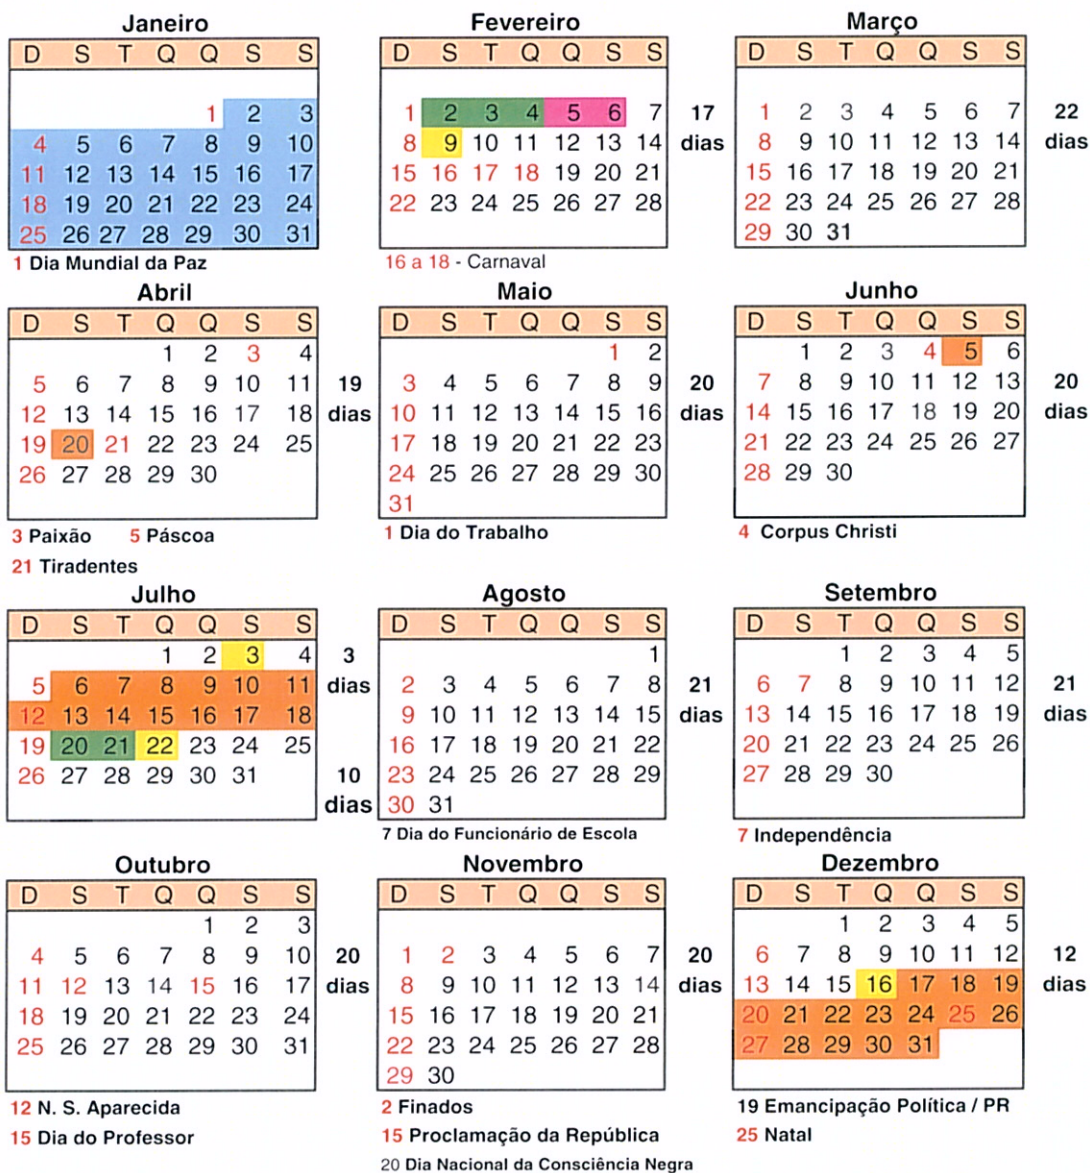 Janeiro
D S T Q Q S S
1 2 3
4 5 6 7 8 9 10
11 12 13 14 15 16 17
18 19 20 21 22 23 24
25 26 27 28 29 30 31
1 Dia Mundial da Paz
Fevereiro
D S T Q Q S S
1 2 3 4 5 6 7
8 9 10 11 12 13 14
15 16 17 18 19 20 21
22 23 24 25 26 27 28
17
dias
16 a 18 - Carnaval
Março
D S T Q Q S S
1 2 3 4 5 6 7
8 9 10 11 12 13 14
15 16 17 18 19 20 21
22 23 24 25 26 27 28
29 30 31
22
dias
Abril
D S T Q Q S S
1 2 3 4
5 6 7 8 9 10 11
12 13 14 15 16 17 18
19 20 21 22 23 24 25
26 27 28 29 30
19
dias
3 Paixão 5 Páscoa
21 Tiradentes
Maio
D S T Q Q S S
1 2
3 4 5 6 7 8 9
10 11 12 13 14 15 16
17 18 19 20 21 22 23
24 25 26 27 28 29 30
31
20
dias
1 Dia do Trabalho
Junho
D S T Q Q S S
1 2 3 4 5 6
7 8 9 10 11 12 13
14 15 16 17 18 19 20
21 22 23 24 25 26 27
28 29 30
20
dias
4 Corpus Christi
Julho
D S T Q Q S S
1 2 3 4
5 6 7 8 9 10 11
12 13 14 15 16 17 18
19 20 21 22 23 24 25
26 27 28 29 30 31
3
dias
10
dias
Agosto
D S T Q Q S S
1
2 3 4 5 6 7 8
9 10 11 12 13 14 15
16 17 18 19 20 21 22
23 24 25 26 27 28 29
30 31
21
dias
7 Dia do Funcionário de Escola
Setembro
D S T Q Q S S
1 2 3 4 5
6 7 8 9 10 11 12
13 14 15 16 17 18 19
20 21 22 23 24 25 26
27 28 29 30
21
dias
7 Independência
Outubro
D S T Q Q S S
1 2 3
4 5 6 7 8 9 10
11 12 13 14 15 16 17
18 19 20 21 22 23 24
25 26 27 28 29 30 31
20
dias
12 N. S. Aparecida
15 Dia do Professor
Novembro
D S T Q Q S S
1 2 3 4 5 6 7
8 9 10 11 12 13 14
15 16 17 18 19 20 21
22 23 24 25 26 27 28
29 30
20
dias
2 Finados
15 Proclamação da República
20 Dia Nacional da Consciência Negra
Dezembro
D S T Q Q S S
1 2 3 4 5
6 7 8 9 10 11 12
13 14 15 16 17 18 19
20 21 22 23 24 25 26
27 28 29 30 31
12
dias
19 Emancipação Política / PR
25 Natal